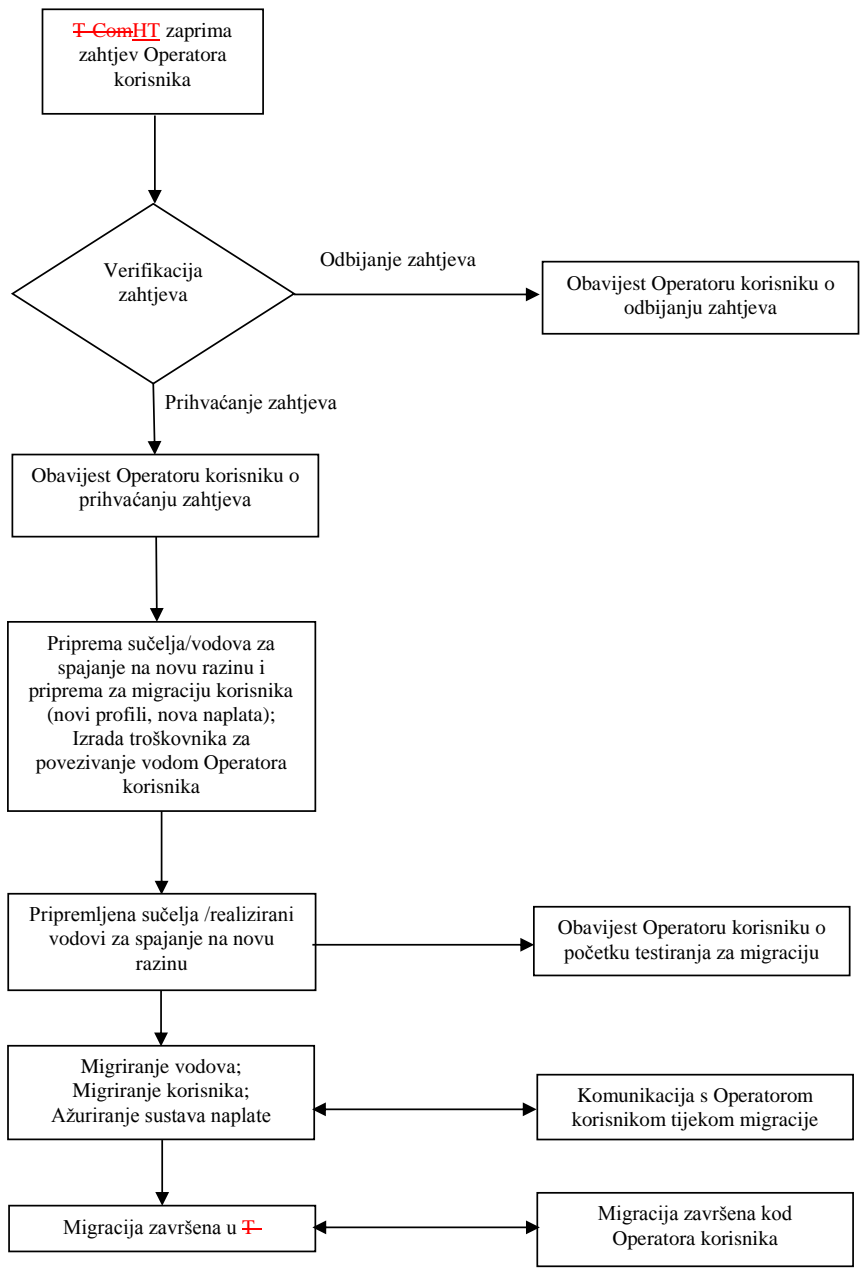 T-ComHT zaprima
zahtjev Operatora
korisnika
Verifikacija
zahtjeva
Odbijanje zahtjeva
Obavijest Operatoru korisniku o
odbijanju zahtjeva
Prihvaćanje zahtjeva
Obavijest Operatoru korisniku o
prihvaćanju zahtjeva
Priprema sučelja/vodova za
spajanje na novu razinu i
priprema za migraciju korisnika
(novi profili, nova naplata);
Izrada troškovnika za
povezivanje vodom Operatora
korisnika
Pripremljena sučelja /realizirani
vodovi za spajanje na novu
razinu
Obavijest Operatoru korisniku o
početku testiranja za migraciju
Migriranje vodova;
Migriranje korisnika;
Ažuriranje sustava naplate
Komunikacija s Operatorom
korisnikom tijekom migracije
Migracija završena u T-
Migracija završena kod
Operatora korisnika